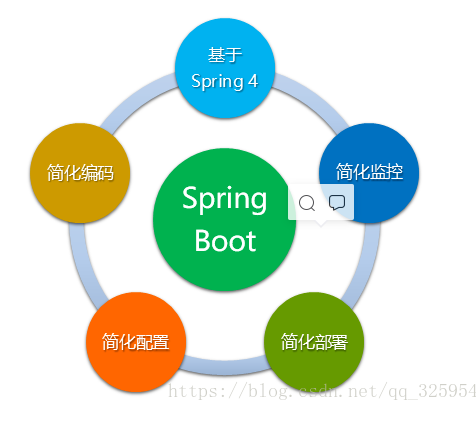 基于
Spring 4
简化编码
简化监控
Spring
Boot
简化配置
简化部署
https://blog.csdn.net/qq_325954